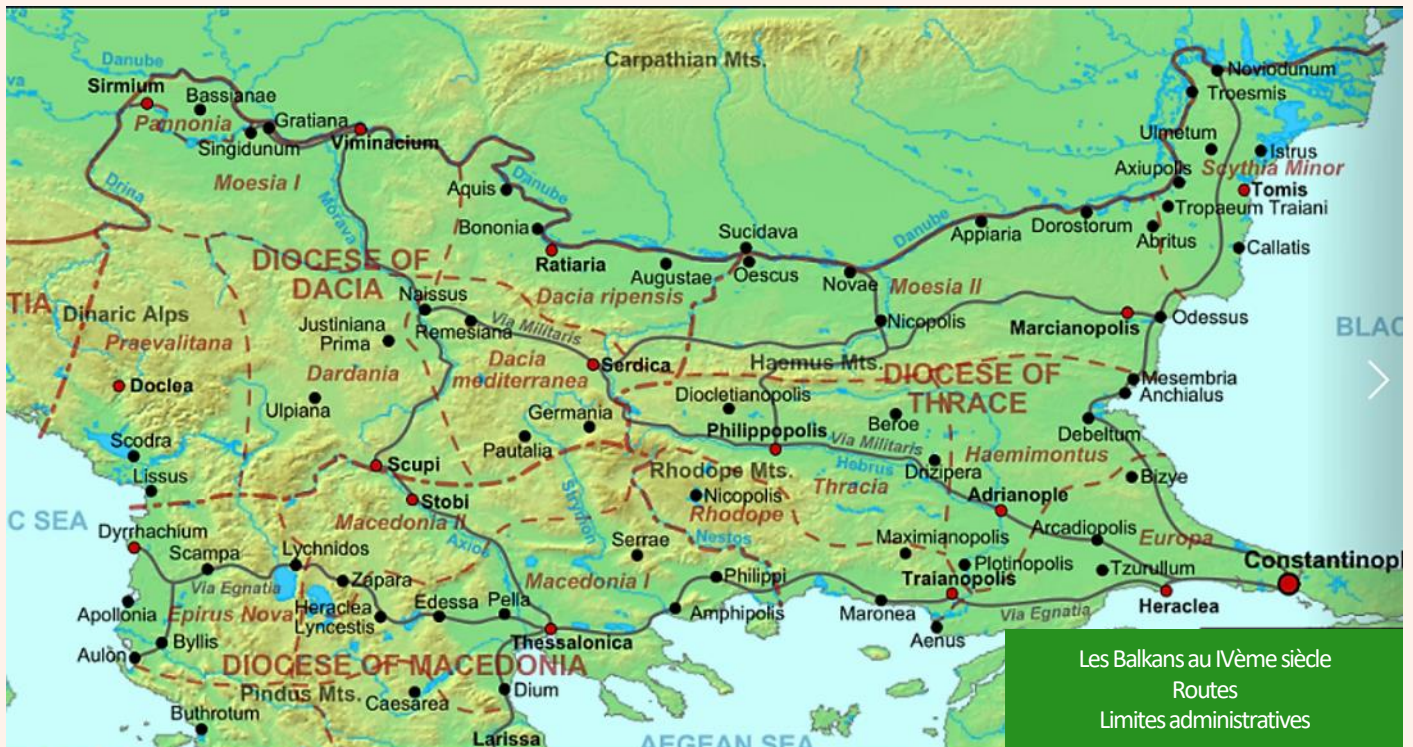 Carpathian Mts.
Danube
Sirmium
Bassianae
Pannonia
Gratiana
Singidunum
Viminacium
Moesia I
Drina
Morava
Noviodunum
Troesmis
Ulmetum
Istrus
Axiupolis
Scythia Minor
Tomis
Tropaeum Traiani
Abritus
Callatis
Aquis
Danube
Bononia
Ratiaria
Sucidava
Augustae
Oescus
Novae
Danube
Appiaria
Dorostorum
Moesia II
DIOCESE OF
DACIA
Dacia ripensis
TIA
Dinaric Alps
Praevalitana
Naissus
Justiniana
Prima
Remesiana
Via Militaris
Nicopolis
Marcianopolis
Odessus
BLAC
Dacia
mediterranea
Serdica
Haemus Mts.
DIOCESE OF
THRACE
Doclea
Dardania
Ulpiana
Germania
Pautalia
Diocletianopolis
Beroe
Mesembria
Anchialus
Debeltum
Philippopolis
Via Militaris
Haemimontus
Scodra
Lissus
Scupi
Stobi
Rhodope Mts.
Hebrus
Drizipera
Thracia
Bizye
Nicopolis
Rhodope
Adrianople
C SEA
Macedonia II
Strymon
Axios
Nestos
Serrae
Maximianopolis
Arcadiopolis
Europa
Dyrrhachium
Scampa
Lychnidos
Zapara
Via Egnatia
Macedonia I
Philippi
Plotinopolis
Tzurullum
Traianopolis
Constantinopl
Apollonia
Epirus Nova
Heraclea
Lyncestis
Edessa
Pella
Amphipolis
Maronea
Via Egnatia
Heraclea
Aenus
Byllis
Aulon
Thessalonica
DIOCESE OF MACEDONIA
Pindus Mts.
Caesarea
Dium
Buthrotum
Larissa
AEGEAN SEA
Les Balkans au IVème siècle
Routes
Limites administratives